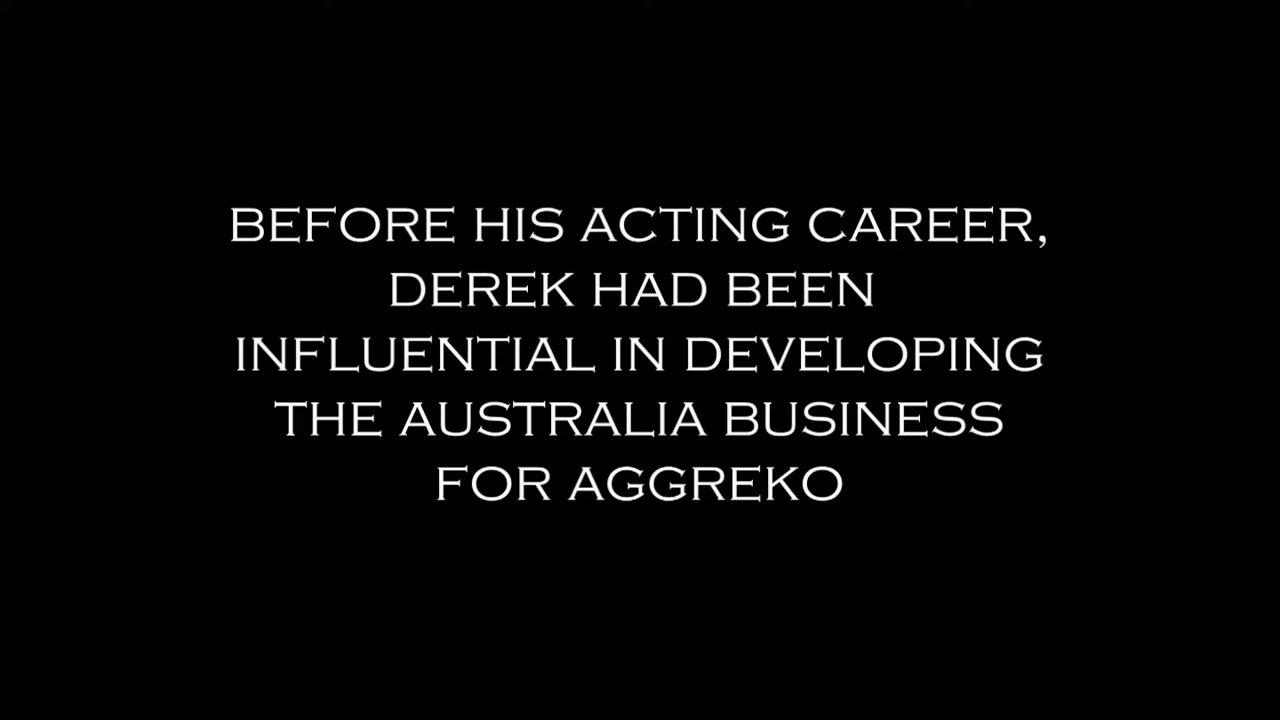 BEFORE HIS ACTING CAREER,
DEREK HAD BEEN
INFLUENTIAL IN DEVELOPING
THE AUSTRALIA BUSINESS
FOR AGGREKO